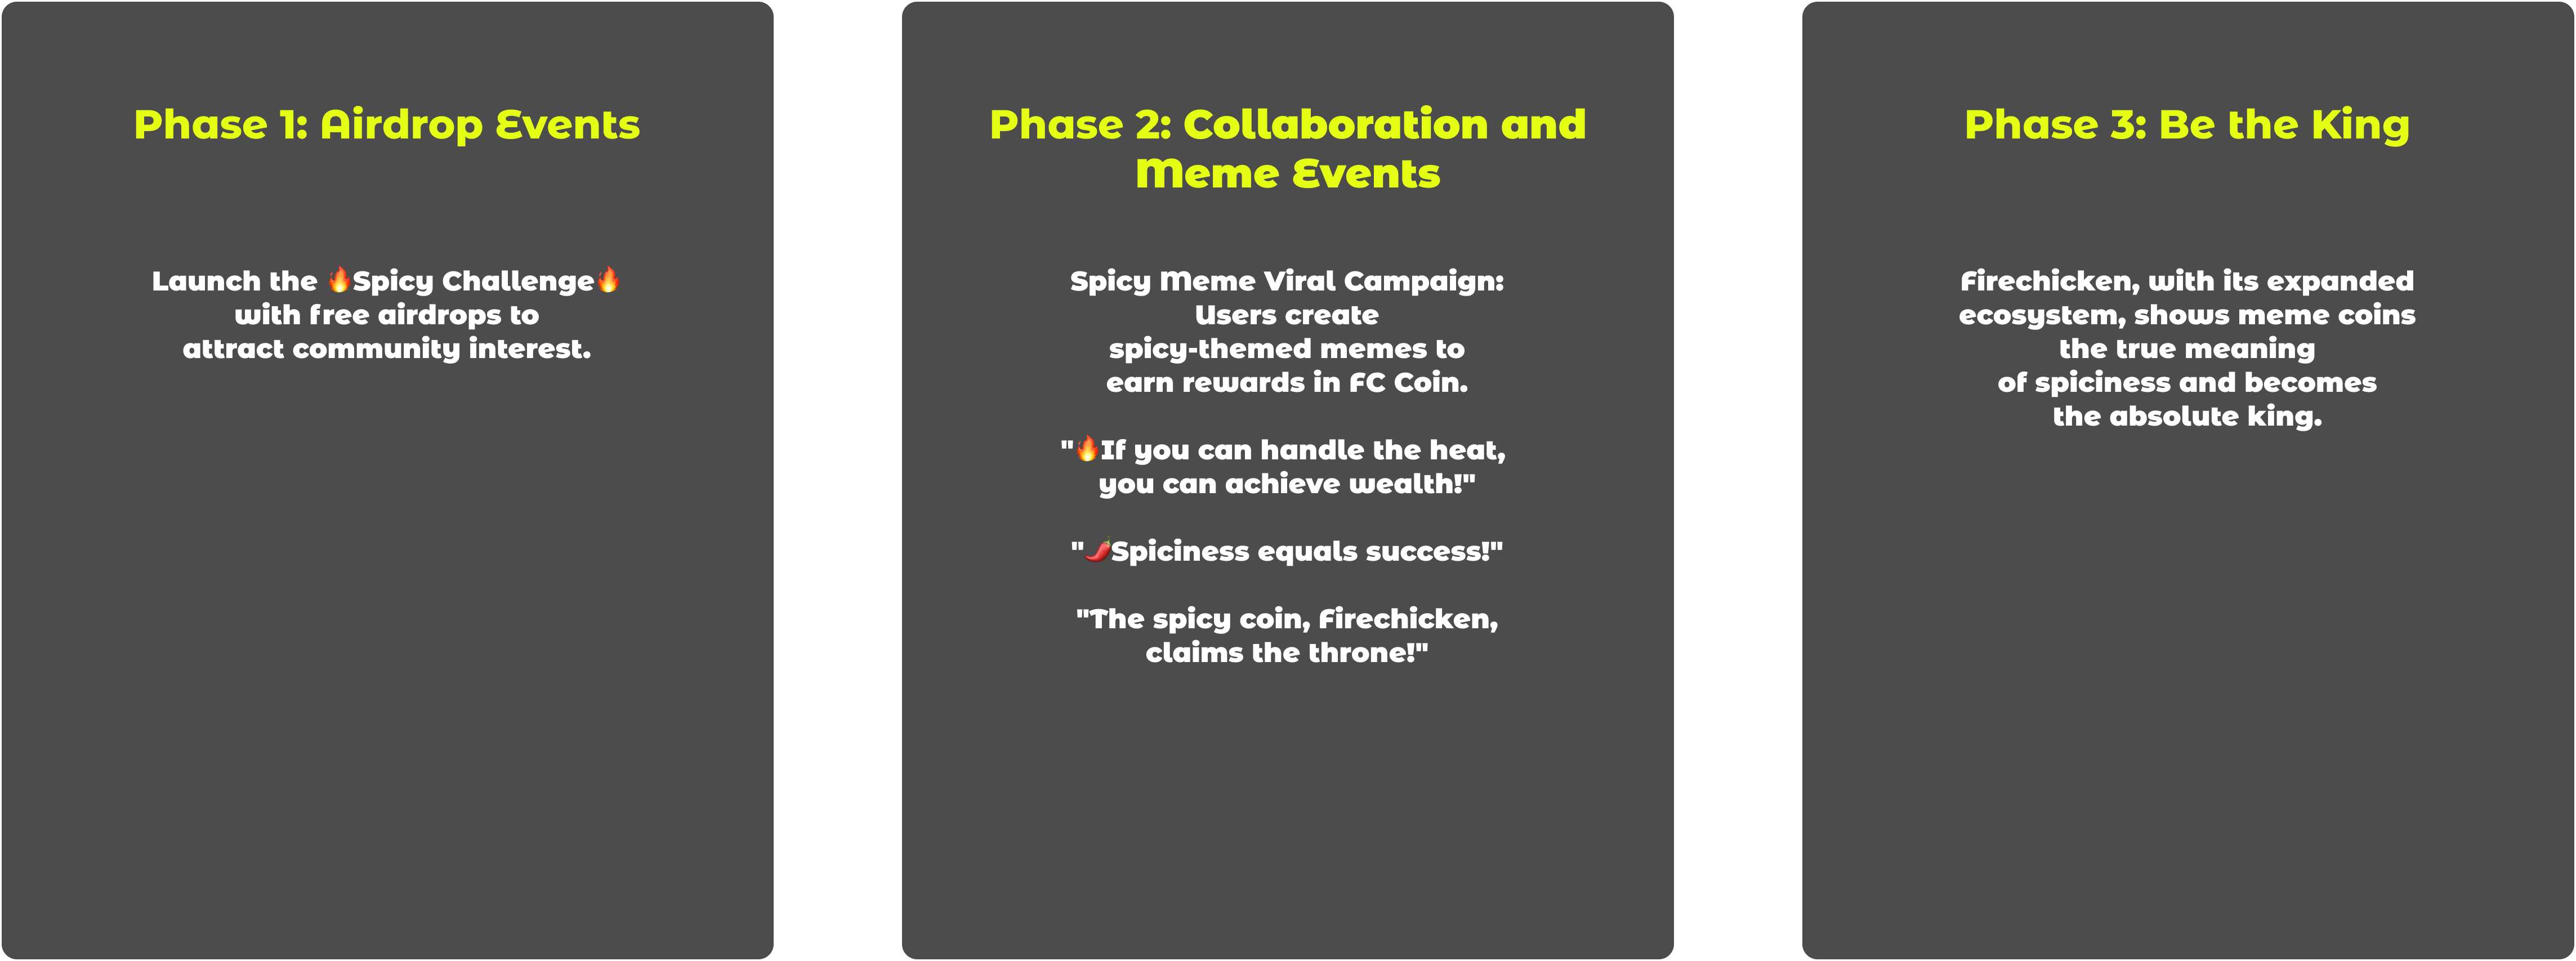 Phase 1: Airdrop Events
Launch the 🔥Spicy Challenge🔥
with free airdrops to
attract community interest.
Phase 2: Collaboration and
Meme Events
Spicy Meme Viral Campaign:
Users create
spicy-themed memes to
earn rewards in FC Coin.
"🔥If you can handle the heat,
you can achieve wealth!"
"🌶️Spiciness equals success!"
"The spicy coin, Firechicken,
claims the throne!"
Phase 3: Be the King
Firechicken, with its expanded
ecosystem, shows meme coins
the true meaning
of spiciness and becomes
the absolute king.